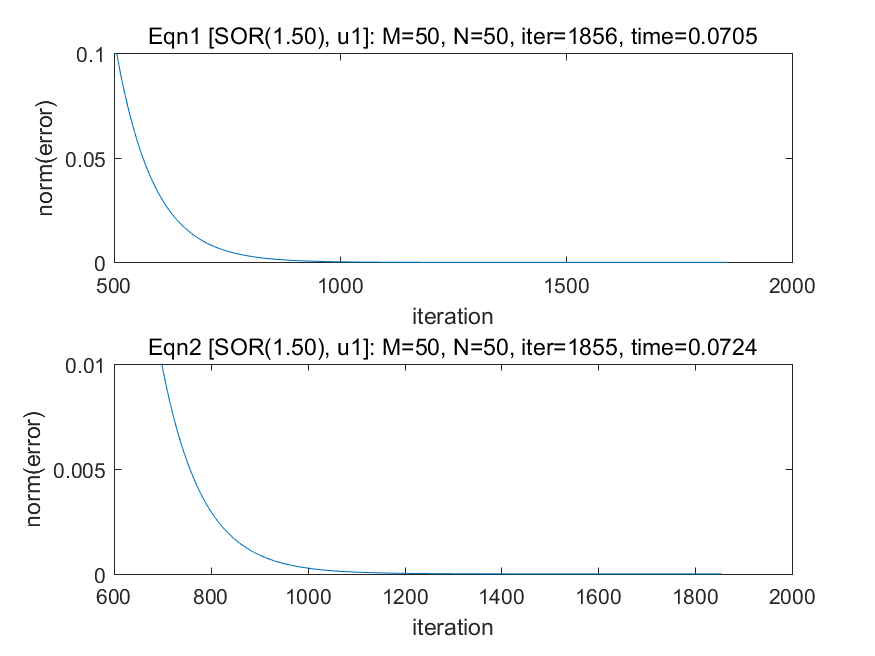 Eqn1 [SOR(1.50), u1]: M=50, N=50, iter=1856, time=0.0705
0.1
0.05
0
norm(error)
500 1000 1500 2000
iteration
Eqn2 [SOR(1.50), u1]: M=50, N=50, iter=1855, time=0.0724
0.01
0.005
0
norm(error)
600 800 1000 1200 1400 1600 1800 2000
iteration